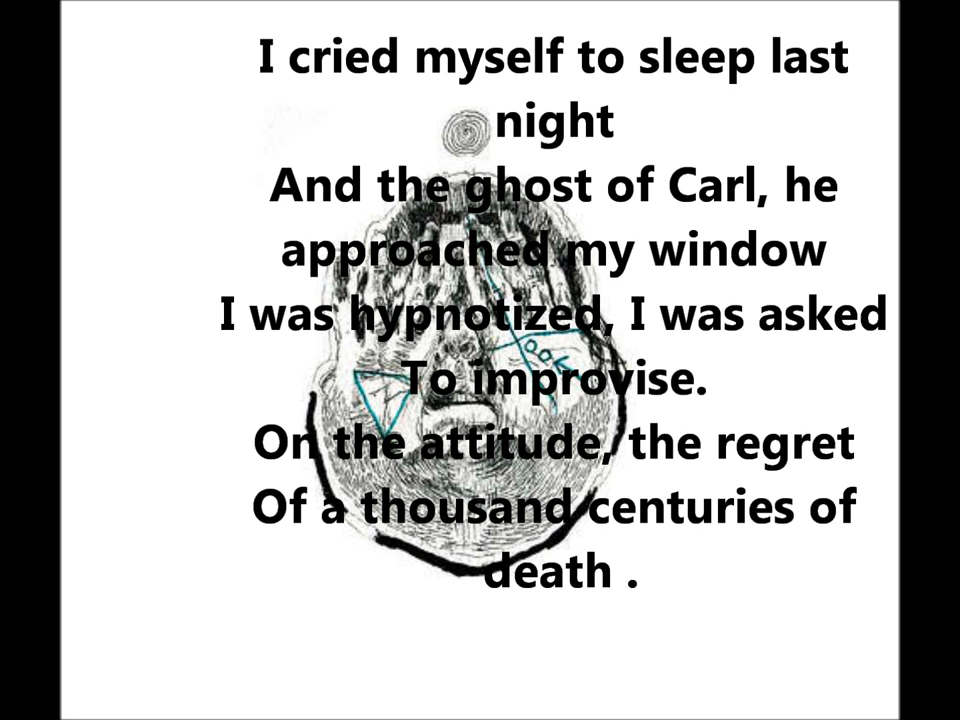 I cried myself to sleep last
night
And the ghost of Carl, he
approached my window
I was hypnotized, I was asked
To improvise.
On the attitude, the regret
Of a thousand centuries of
death .